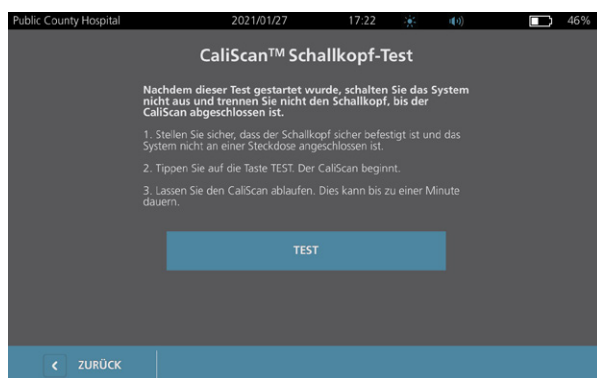 Public County Hospital 2021/01/27 17:22 46%
CaliScan™ Schallkopf-Test
Nachdem dieser Test gestartet wurde, schalten Sie das System
nicht aus und trennen Sie nicht den Schallkopf, bis der
CaliScan abgeschlossen ist.
1. Stellen Sie sicher, dass der Schallkopf sicher befestigt ist und das
System nicht an einer Steckdose angeschlossen ist.
2. Tippen Sie auf die Taste TEST. Der CaliScan beginnt.
3. Lassen Sie den CaliScan ablaufen. Dies kann bis zu einer Minute
dauern.
TEST
ZURÜCK